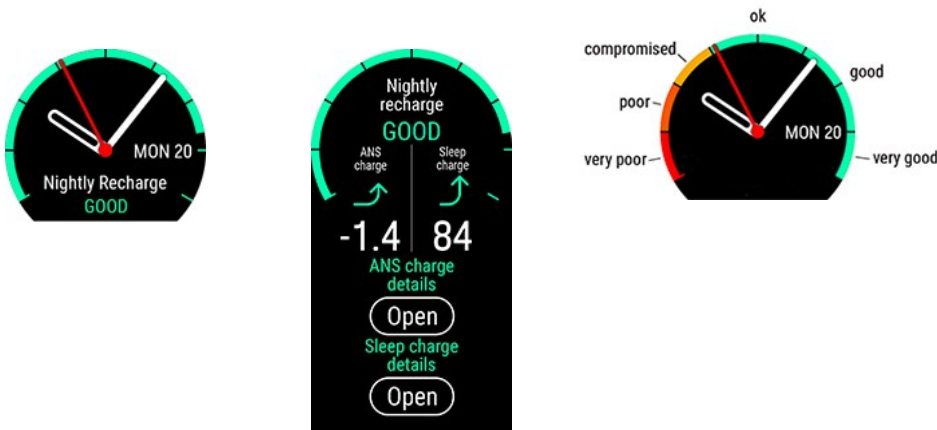 MON 20
Nightly Recharge
GOOD
Nightly
recharge
GOOD
ANS
charge
Sleep
charge
-1.4
84
ANS charge
details
Open
Sleep charge
details
Open
ok
compromised
good
poor
MON 20
very poor
very good